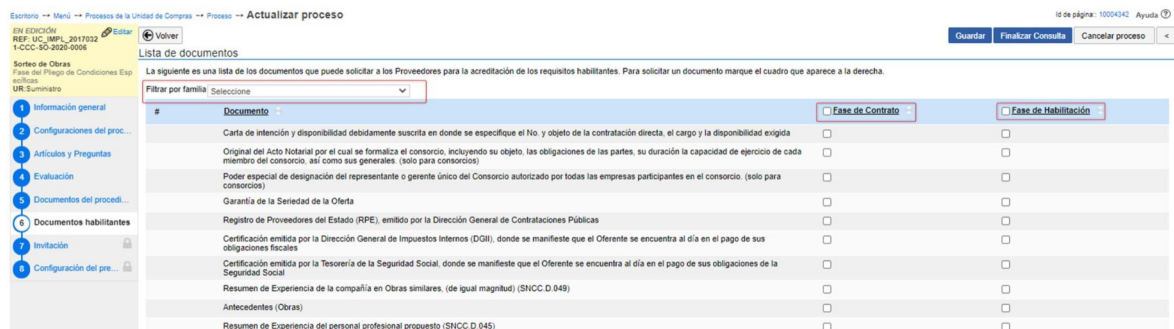 Escritorio → Menú → Procesos de la Unidad de Compras → Proceso → Actualizar proceso
Id de página:: 10004342 Ayuda ?
EN EDICIÓN Editar
REF: UC_IMPL_2017032
1-CCC-SO-2020-0006
Sorteo de Obras
Fase del Pliego de Condiciones Esp
ecíficas
UR:Suministro
1 Información general
2 Configuraciones del proc...
3 Artículos y Preguntas
4 Evaluación
5 Documentos del procedi...
6 Documentos habilitantes
7 Invitación
8 Configuración del pre...
Volver
Guardar Finalizar Consulta Cancelar proceso <
Lista de documentos
La siguiente es una lista de los documentos que puede solicitar a los Proveedores para la acreditación de los requisitos habilitantes. Para solicitar un documento marque el cuadro que aparece a la derecha.
Filtrar por familia Seleccione
# Documento Fase de Contrato Fase de Habilitación
Carta de intención y disponibilidad debidamente suscrita en donde se especifique el No. y objeto de la contratación directa, el cargo y la disponibilidad exigida
Original del Acto Notarial por el cual se formaliza el consorcio, incluyendo su objeto, las obligaciones de las partes, su duración la capacidad de ejercicio de cada
miembro del consorcio, así como sus generales. (solo para consorcios)
Poder especial de designación del representante o gerente único del Consorcio autorizado por todas las empresas participantes en el consorcio. (solo para
consorcios)
Garantía de la Seriedad de la Oferta
Registro de Proveedores del Estado (RPE), emitido por la Dirección General de Contrataciones Públicas
Certificación emitida por la Dirección General de Impuestos Internos (DGII), donde se manifieste que el Oferente se encuentra al día en el pago de sus
obligaciones fiscales
Certificación emitida por la Tesorería de la Seguridad Social, donde se manifieste que el Oferente se encuentra al día en el pago de sus obligaciones de la
Seguridad Social
Resumen de Experiencia de la compañía en Obras similares, (de igual magnitud) (SNCC.D.049)
Antecedentes (Obras)
Resumen de Experiencia del personal profesional propuesto (SNCC.D.045)